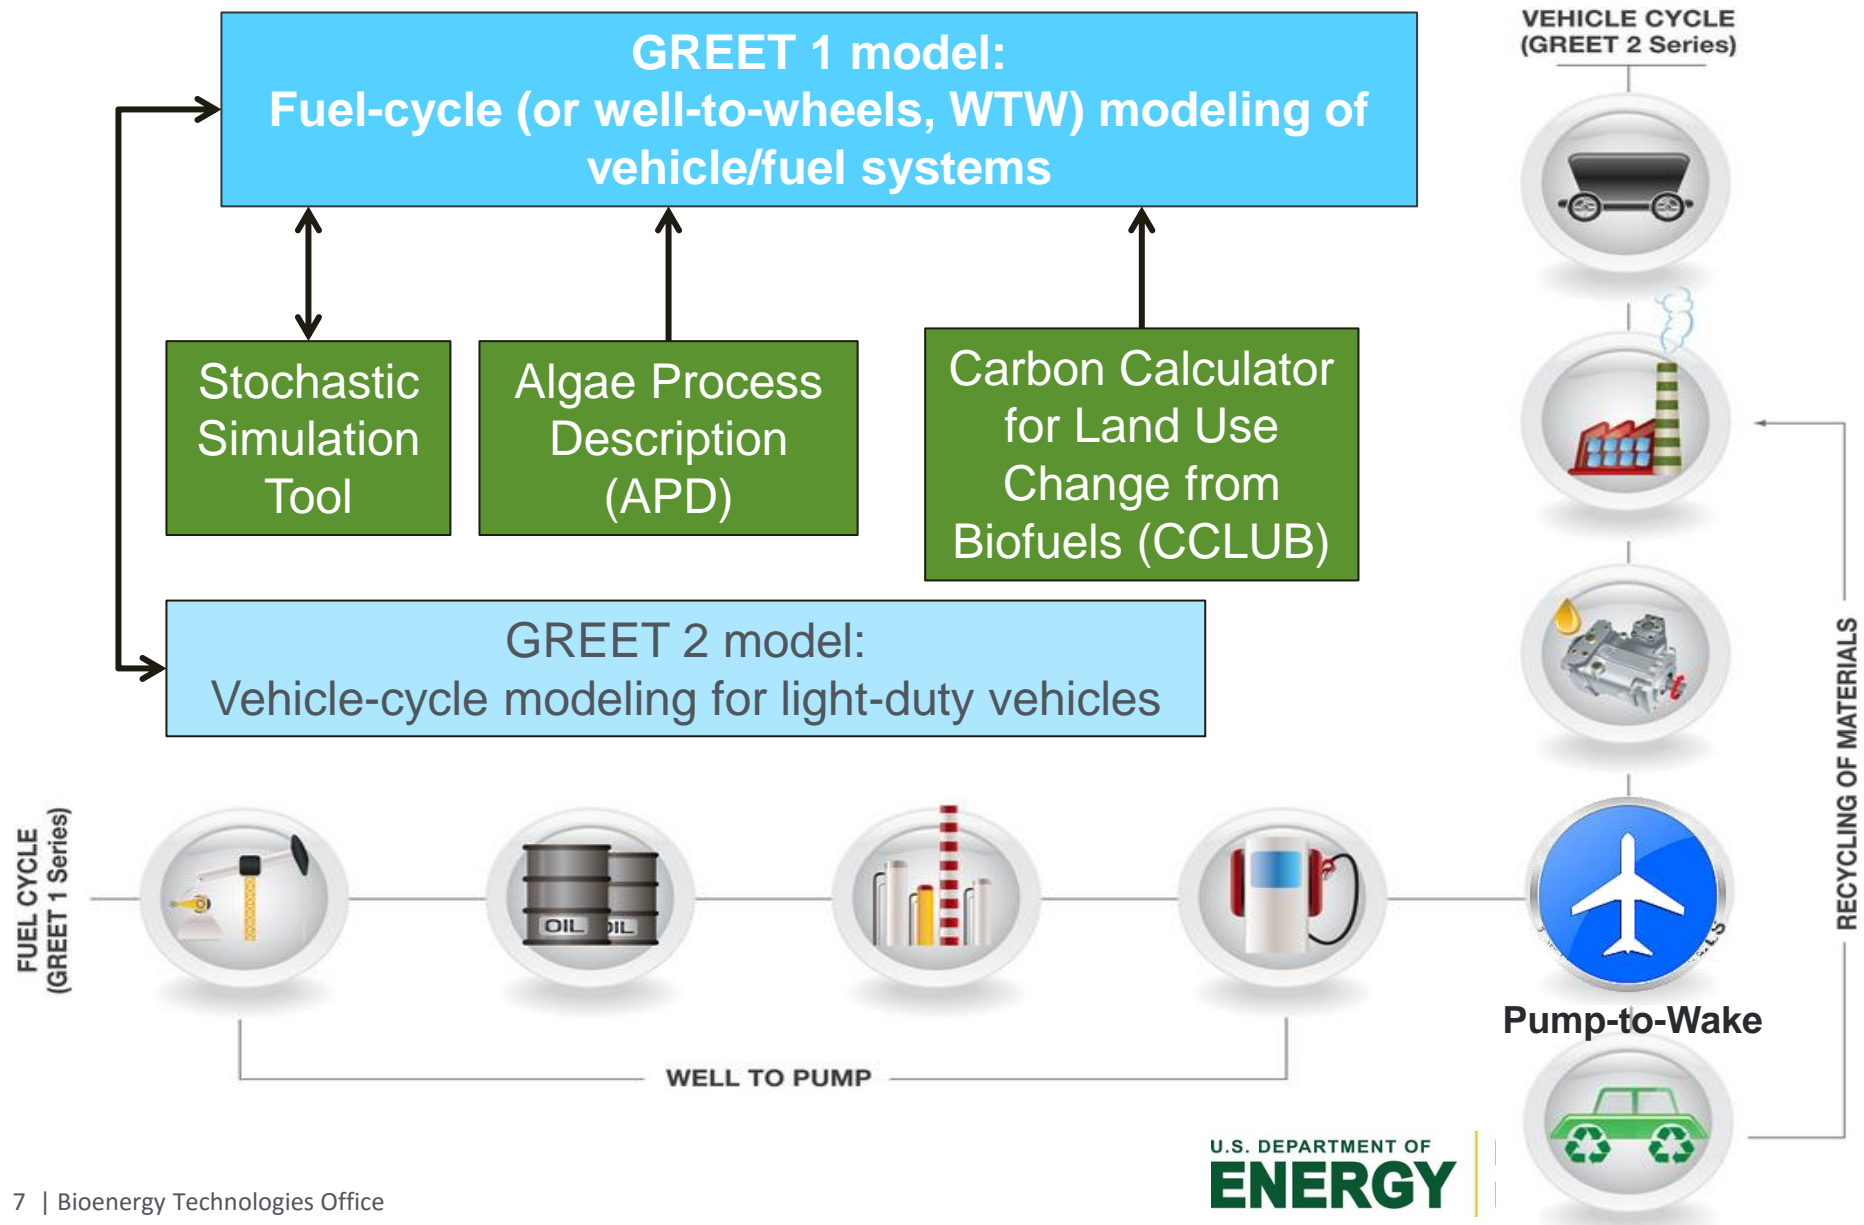 GREET 1 model:
Fuel-cycle (or well-to-wheels, WTW) modeling of
vehicle/fuel systems
VEHICLE CYCLE
(GREET 2 Series)
Stochastic
Simulation
Tool
Algae Process
Description
(APD)
Carbon Calculator
for Land Use
Change from
Biofuels (CCLUB)
GREET 2 model:
Vehicle-cycle modeling for light-duty vehicles
RECYCLING OF MATERIALS
FUEL CYCLE
(GREET 1 Series)
OIL
OIL
Pump-to-Wake
WELL TO PUMP
U.S. DEPARTMENT OF
ENERGY
7 | Bioenergy Technologies Office